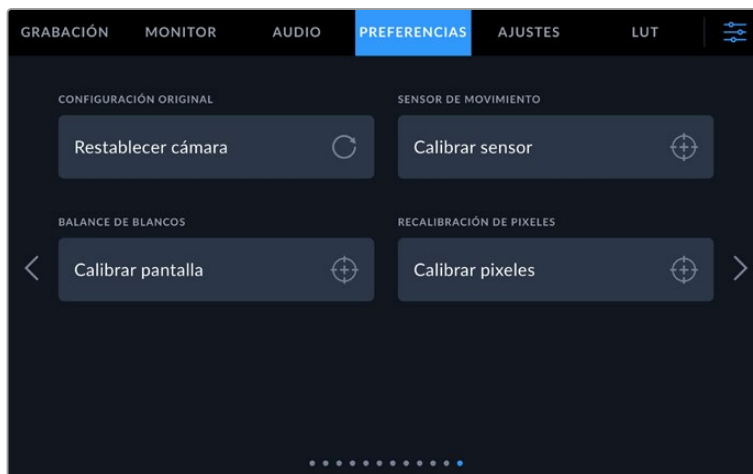 GRABACIÓN MONITOR AUDIO PREFERENCIAS AJUSTES LUT
CONFIGURACIÓN ORIGINAL
Restablecer cámara
SENSOR DE MOVIMIENTO
Calibrar sensor
BALANCE DE BLANCOS
Calibrar pantalla
RECALIBRACIÓN DE PIXELES
Calibrar pixeles